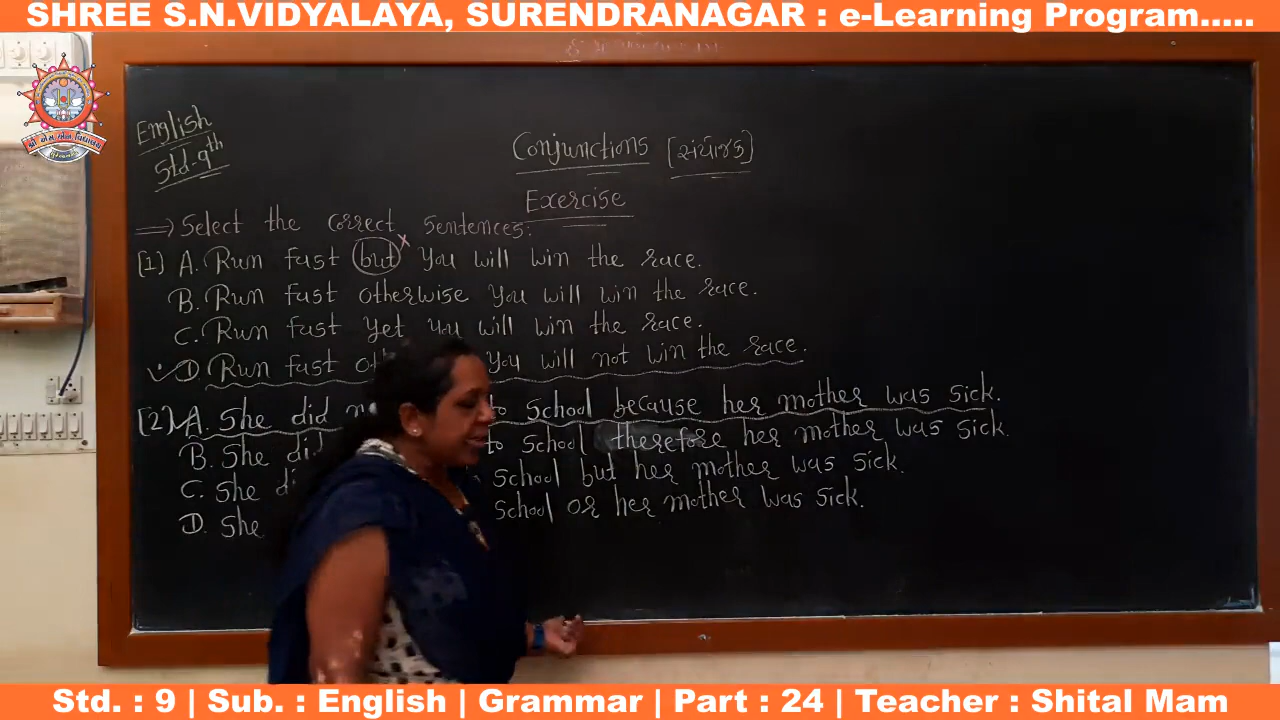 SHREE S.N.VIDYALAYA, SURENDRANAGAR : e-Learning Program.....
English
Std-9th
Conjunctions [સંયોજક]
Exercise
⇒ Select the correct sentences:
[1] A. Run fast but x you will win the race.
B. Run fast otherwise you will win the race.
C. Run fast yet you will win the race.
✓ D. Run fast you will not win the race.
[2] ✓ A. She did to School because her mother was sick.
B. She did to School therefore her mother was sick.
C. She School but her mother was sick.
D. She School or her mother was sick.
Std. : 9 | Sub. : English | Grammar | Part : 24 | Teacher : Shital Mam